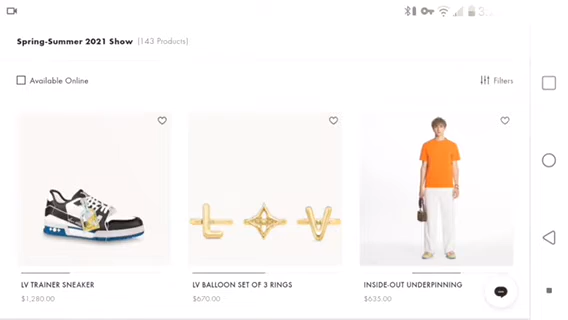 Spring-Summer 2021 Show (143 Products)
Available Online
Filters
L V
LV TRAINER SNEAKER
$1,280.00
LV BALLOON SET OF 3 RINGS
$670.00
INSIDE-OUT UNDERPINNING
$635.00